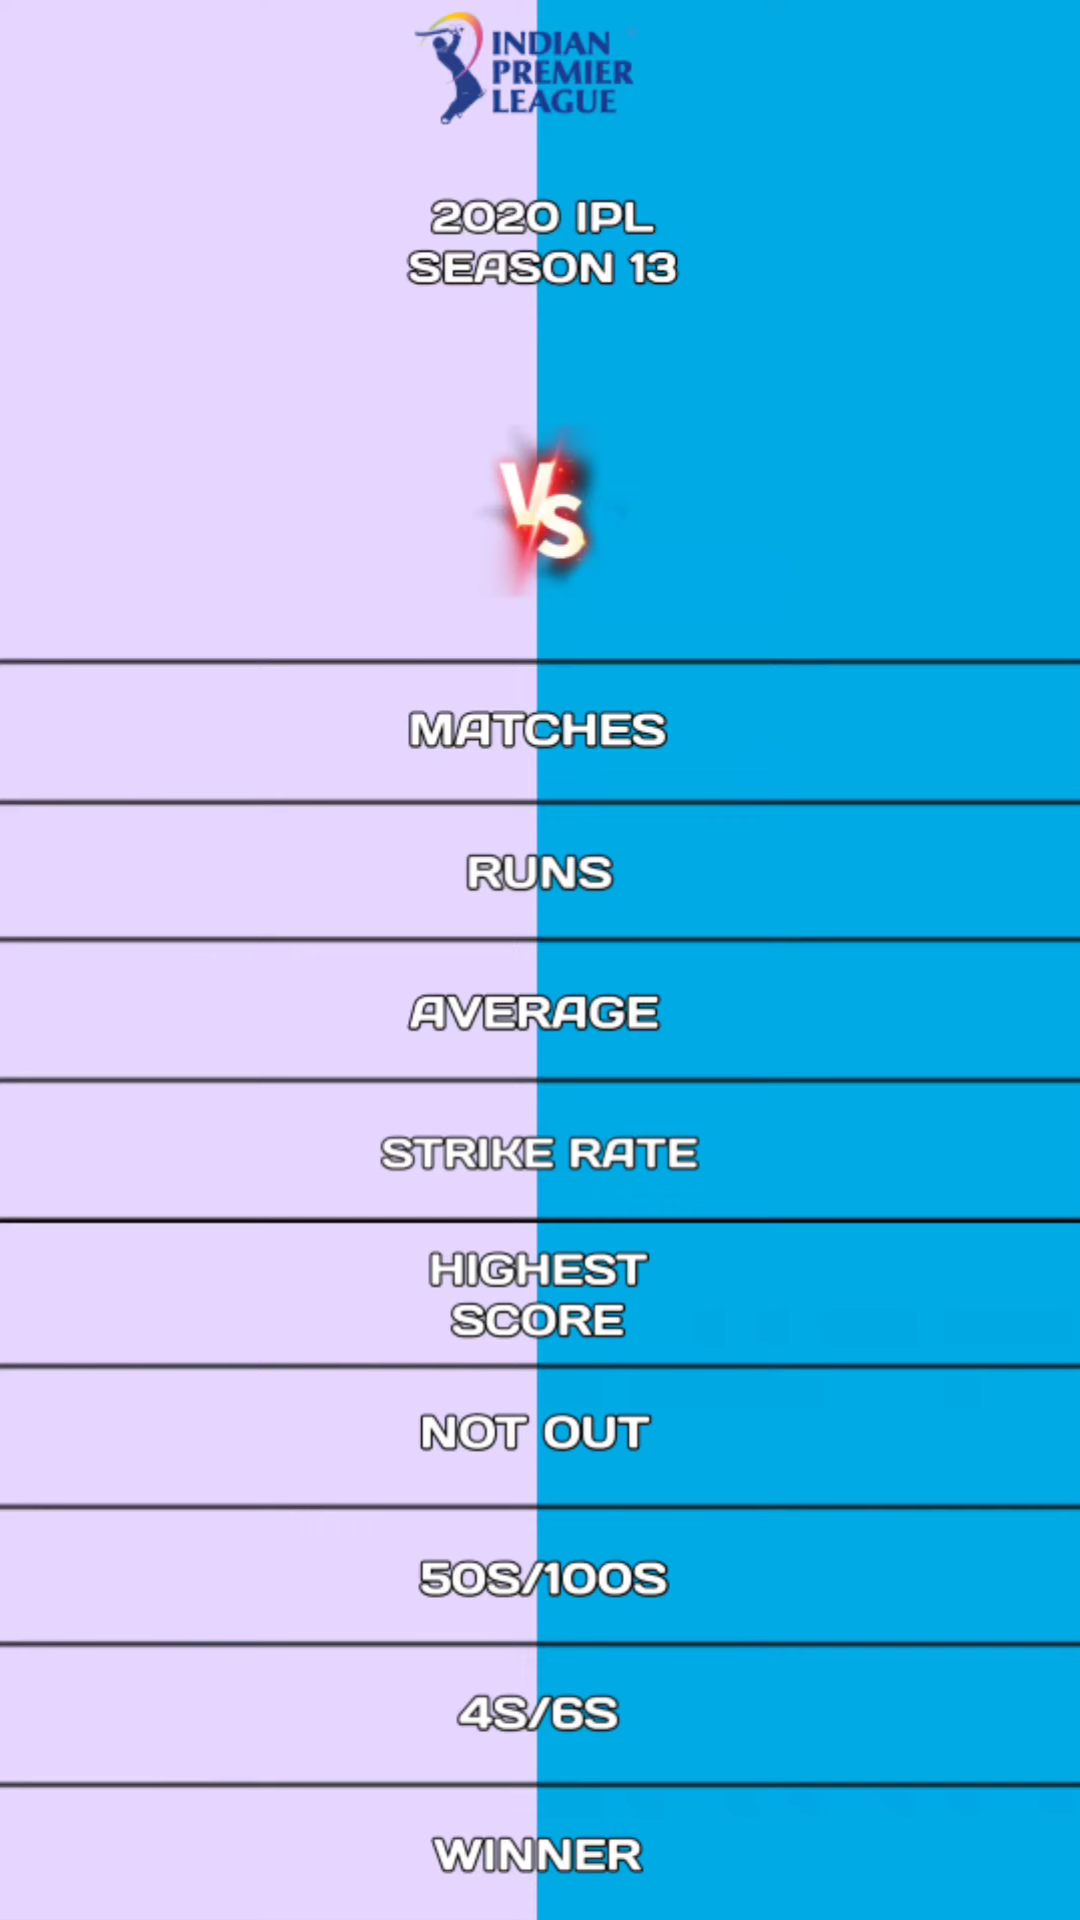 INDIAN
PREMIER
LEAGUE
2020 IPL
SEASON 13
VS
MATCHES
RUNS
AVERAGE
STRIKE RATE
HIGHEST
SCORE
NOT OUT
50S/100S
4S/6S
WINNER